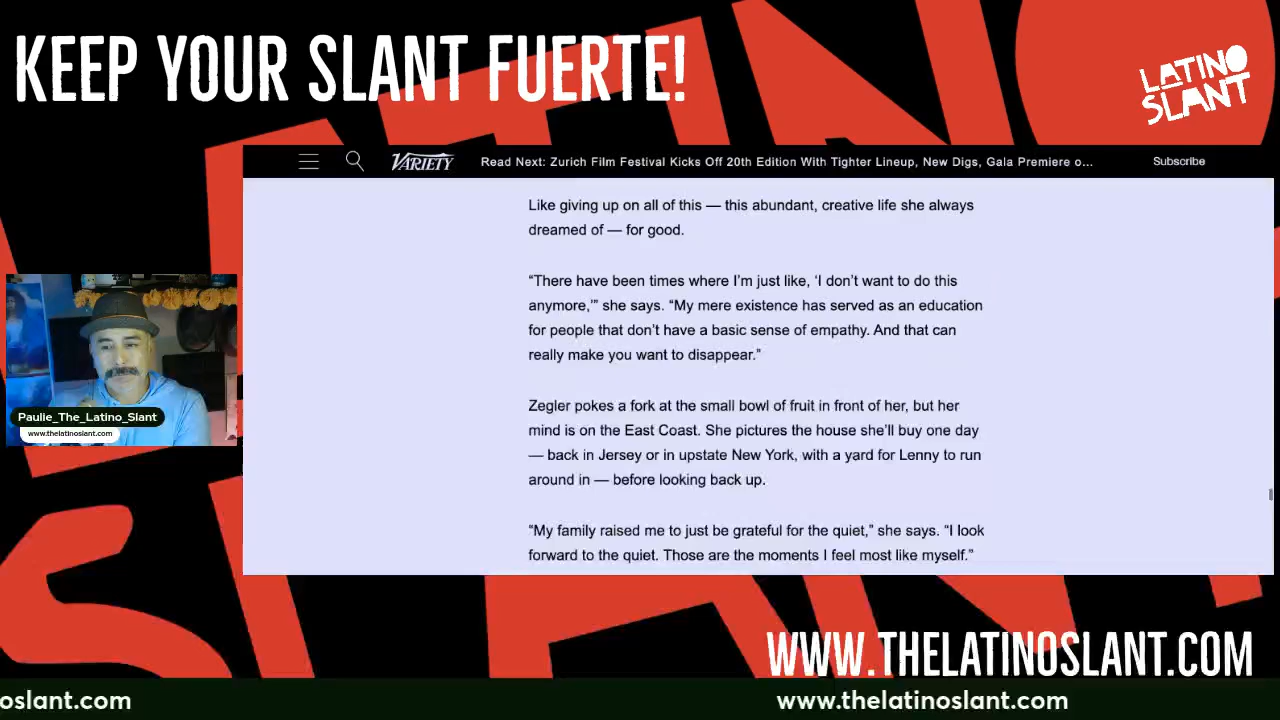 KEEP YOUR SLANT FUERTE!
LATINO
SLANT
VARIETY
Read Next: Zurich Film Festival Kicks Off 20th Edition With Tighter Lineup, New Digs, Gala Premiere o...
Subscribe
Like giving up on all of this — this abundant, creative life she always
dreamed of — for good.
“There have been times where I’m just like, ‘I don’t want to do this
anymore,’” she says. “My mere existence has served as an education
for people that don’t have a basic sense of empathy. And that can
really make you want to disappear.”
Zegler pokes a fork at the small bowl of fruit in front of her, but her
mind is on the East Coast. She pictures the house she’ll buy one day
— back in Jersey or in upstate New York, with a yard for Lenny to run
around in — before looking back up.
“My family raised me to just be grateful for the quiet,” she says. “I look
forward to the quiet. Those are the moments I feel most like myself.”
Paulie_The_Latino_Slant
www.thelatinoslant.com
WWW.THELATINOSLANT.COM
oslant.com
www.thelatinoslant.com